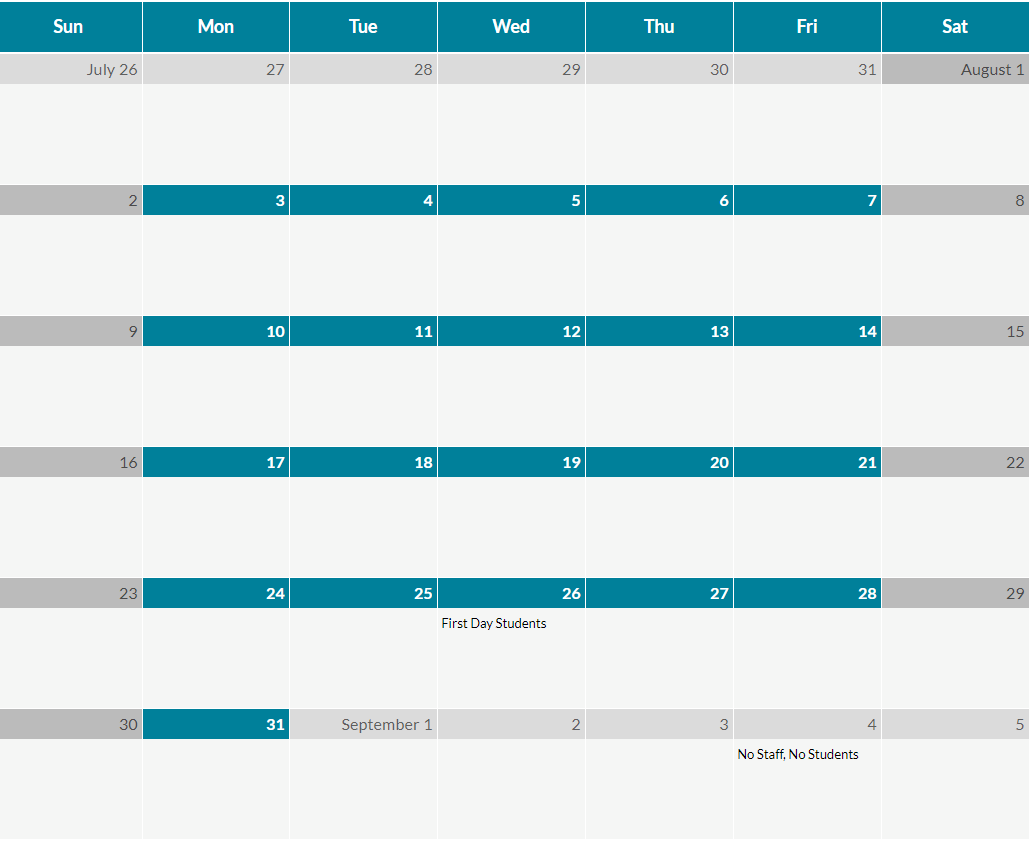 Sun Mon Tue Wed Thu Fri Sat
July 26 27 28 29 30 31 August 1
2 3 4 5 6 7 8
9 10 11 12 13 14 15
16 17 18 19 20 21 22
23 24 25 26 27 28 29
First Day Students
30 31 September 1 2 3 4 5
No Staff, No Students